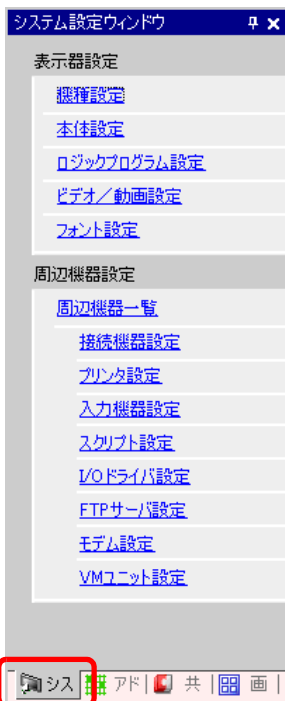 システム設定ウィンドウ
表示器設定
機種設定
本体設定
ロジックプログラム設定
ビデオ／動画設定
フォント設定
周辺機器設定
周辺機器一覧
接続機器設定
プリンタ設定
入力機器設定
スクリプト設定
I/Oドライバ設定
FTPサーバ設定
モデム設定
VMユニット設定
シス アド 共 画